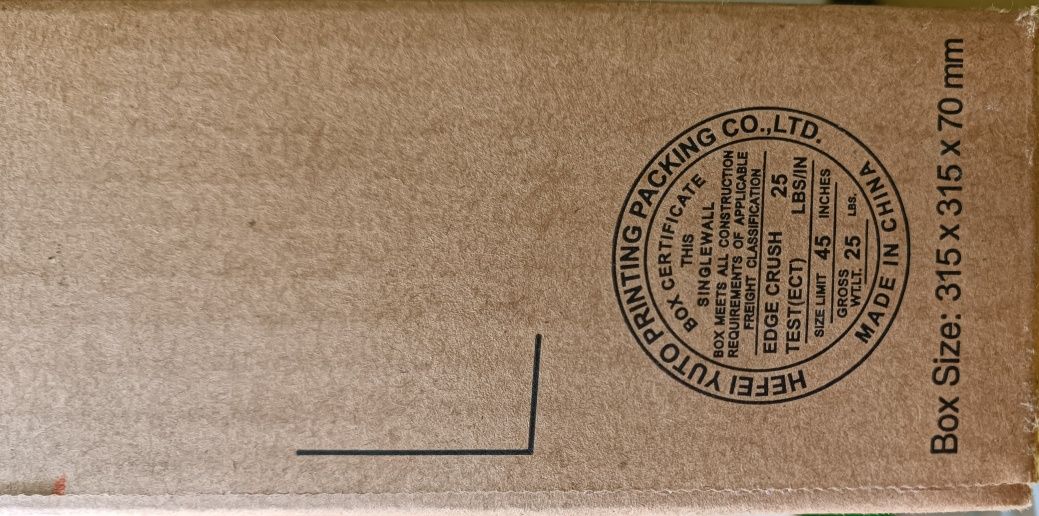 HEFEI YUTO PRINTING PACKING CO.,LTD.
BOX CERTIFICATE
THIS
SINGLEWALL
BOX MEETS ALL CONSTRUCTION
REQUIREMENTS OF APPLICABLE
FREIGHT CLASSIFICATION
EDGE CRUSH 25
TEST(ECT) LBS/IN
SIZE LIMIT 45 INCHES
GROSS
WT.LT. 25 LBS.
MADE IN CHINA
Box Size: 315 x 315 x 70 mm